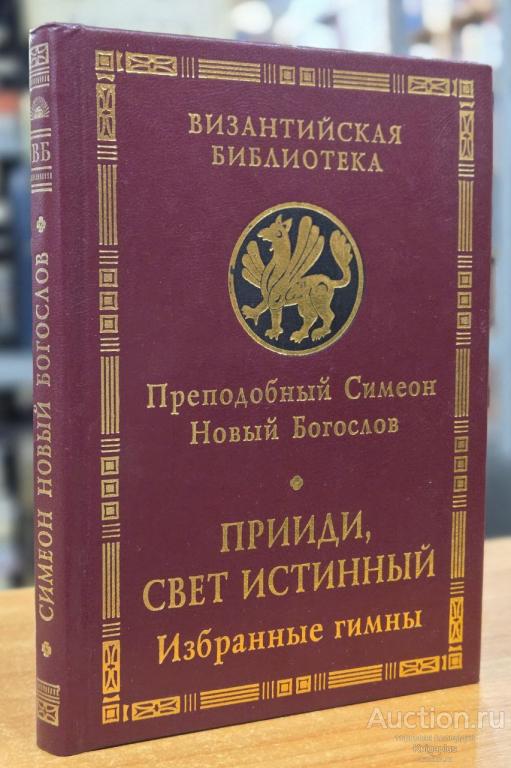 ВИЗАНТИЙСКАЯ
БИБЛИОТЕКА
Преподобный Симеон
Новый Богослов
ПРИИДИ,
СВЕТ ИСТИННЫЙ
Избранные гимны
ВБ
СИМЕОН НОВЫЙ БОГОСЛОВ
Auction.ru